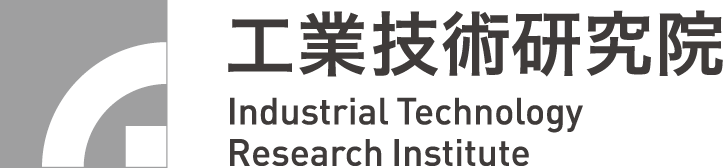 工業技術研究院
Industrial Technology
Research Institute